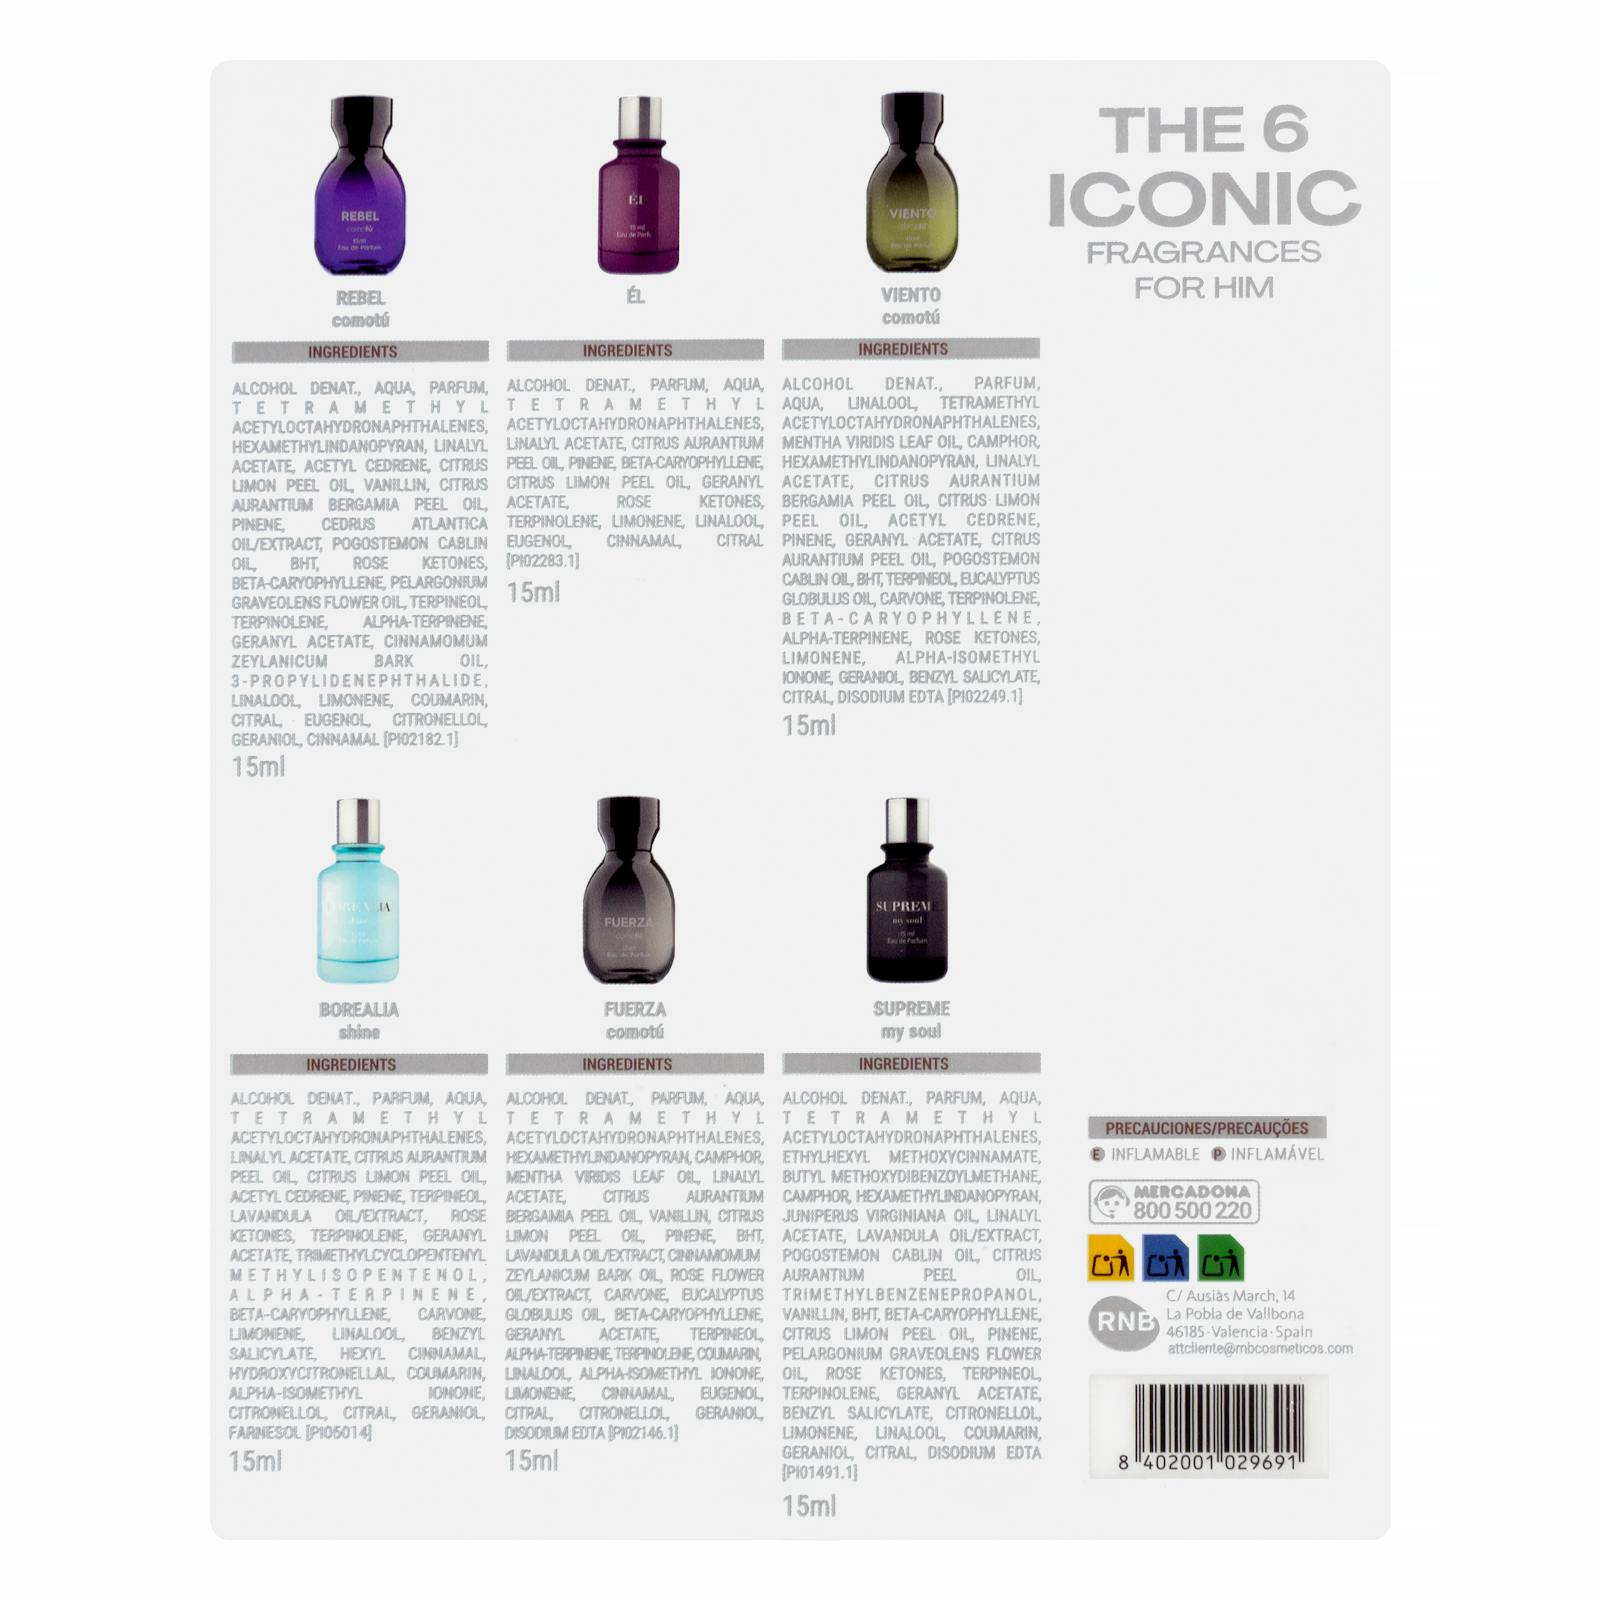 REBEL
comotú
15ml
Eau de Parfum
REBEL
comotú
INGREDIENTS
ALCOHOL DENAT., AQUA, PARFUM,
TETRAMETHYL
ACETYLOCTAHYDRONAPHTHALENES,
HEXAMETHYLINDANOPYRAN, LINALYL
ACETATE, ACETYL CEDRENE, CITRUS
LIMON PEEL OIL, VANILLIN, CITRUS
AURANTIUM BERGAMIA PEEL OIL,
PINENE, CEDRUS ATLANTICA
OIL/EXTRACT, POGOSTEMON CABLIN
OIL, BHT, ROSE KETONES,
BETA-CARYOPHYLLENE, PELARGONIUM
GRAVEOLENS FLOWER OIL, TERPINEOL,
TERPINOLENE, ALPHA-TERPINENE,
GERANYL ACETATE, CINNAMOMUM
ZEYLANICUM BARK OIL,
3-PROPYLIDENEPHTHALIDE,
LINALOOL, LIMONENE, COUMARIN,
CITRAL, EUGENOL, CITRONELLOL,
GERANIOL, CINNAMAL [PI02182.1]
15ml
Él
15 ml
Eau de Parfum
ÉL
INGREDIENTS
ALCOHOL DENAT., PARFUM, AQUA,
TETRAMETHYL
ACETYLOCTAHYDRONAPHTHALENES,
LINALYL ACETATE, CITRUS AURANTIUM
PEEL OIL, PINENE, BETA-CARYOPHYLLENE,
CITRUS LIMON PEEL OIL, GERANYL
ACETATE, ROSE KETONES,
TERPINOLENE, LIMONENE, LINALOOL,
EUGENOL, CINNAMAL, CITRAL
[PI02283.1]
15ml
VIENTO
VIENTO
comotú
INGREDIENTS
ALCOHOL DENAT., PARFUM,
AQUA, LINALOOL, TETRAMETHYL
ACETYLOCTAHYDRONAPHTHALENES,
MENTHA VIRIDIS LEAF OIL, CAMPHOR,
HEXAMETHYLINDANOPYRAN, LINALYL
ACETATE, CITRUS AURANTIUM
BERGAMIA PEEL OIL, CITRUS LIMON
PEEL OIL, ACETYL CEDRENE,
PINENE, GERANYL ACETATE, CITRUS
AURANTIUM PEEL OIL, POGOSTEMON
CABLIN OIL, BHT, TERPINEOL, EUCALYPTUS
GLOBULUS OIL, CARVONE, TERPINOLENE,
BETA-CARYOPHYLLENE,
ALPHA-TERPINENE, ROSE KETONES,
LIMONENE, ALPHA-ISOMETHYL
IONONE, GERANIOL, BENZYL SALICYLATE,
CITRAL, DISODIUM EDTA [PI02249.1]
15ml
THE 6
ICONIC
FRAGRANCES
FOR HIM
BOREALIA
shine
BOREALIA
shine
INGREDIENTS
ALCOHOL DENAT., PARFUM, AQUA,
TETRAMETHYL
ACETYLOCTAHYDRONAPHTHALENES,
LINALYL ACETATE, CITRUS AURANTIUM
PEEL OIL, CITRUS LIMON PEEL OIL,
ACETYL CEDRENE, PINENE, TERPINEOL,
LAVANDULA OIL/EXTRACT, ROSE
KETONES, TERPINOLENE, GERANYL
ACETATE, TRIMETHYLCYCLOPENTENYL
METHYLISOPENTENOL,
ALPHA-TERPINENE,
BETA-CARYOPHYLLENE, CARVONE,
LIMONENE, LINALOOL, BENZYL
SALICYLATE, HEXYL CINNAMAL,
HYDROXYCITRONELLAL, COUMARIN,
ALPHA-ISOMETHYL IONONE,
CITRONELLOL, CITRAL, GERANIOL,
FARNESOL [PI05014]
15ml
FUERZA
comotú
FUERZA
comotú
INGREDIENTS
ALCOHOL DENAT., PARFUM, AQUA,
TETRAMETHYL
ACETYLOCTAHYDRONAPHTHALENES,
HEXAMETHYLINDANOPYRAN, CAMPHOR,
MENTHA VIRIDIS LEAF OIL, LINALYL
ACETATE, CITRUS AURANTIUM
BERGAMIA PEEL OIL, VANILLIN, CITRUS
LIMON PEEL OIL, PINENE, BHT,
LAVANDULA OIL/EXTRACT, CINNAMOMUM
ZEYLANICUM BARK OIL, ROSE FLOWER
OIL/EXTRACT, CARVONE, EUCALYPTUS
GLOBULUS OIL, BETA-CARYOPHYLLENE,
GERANYL ACETATE, TERPINEOL,
ALPHA-TERPINENE, TERPINOLENE, COUMARIN,
LINALOOL, ALPHA-ISOMETHYL IONONE,
LIMONENE, CINNAMAL, EUGENOL,
CITRAL, CITRONELLOL, GERANIOL,
DISODIUM EDTA [PI02146.1]
15ml
SUPREME
my soul
15 ml
Eau de Parfum
SUPREME
my soul
INGREDIENTS
ALCOHOL DENAT., PARFUM, AQUA,
TETRAMETHYL
ACETYLOCTAHYDRONAPHTHALENES,
ETHYLHEXYL METHOXYCINNAMATE,
BUTYL METHOXYDIBENZOYLMETHANE,
CAMPHOR, HEXAMETHYLINDANOPYRAN,
JUNIPERUS VIRGINIANA OIL, LINALYL
ACETATE, LAVANDULA OIL/EXTRACT,
POGOSTEMON CABLIN OIL, CITRUS
AURANTIUM PEEL OIL,
TRIMETHYLBENZENEPROPANOL,
VANILLIN, BHT, BETA-CARYOPHYLLENE,
CITRUS LIMON PEEL OIL, PINENE,
PELARGONIUM GRAVEOLENS FLOWER
OIL, ROSE KETONES, TERPINEOL,
TERPINOLENE, GERANYL ACETATE,
BENZYL SALICYLATE, CITRONELLOL,
LIMONENE, LINALOOL, COUMARIN,
GERANIOL, CITRAL, DISODIUM EDTA
[PI01491.1]
15ml
PRECAUCIONES/PRECAUÇÕES
E INFLAMABLE P INFLAMÁVEL
MERCADONA
800 500 220
RNB
C/ Ausiàs March, 14
La Pobla de Vallbona
46185·Valencia·Spain
attcliente@rnbcosmeticos.com
8 402001 029691